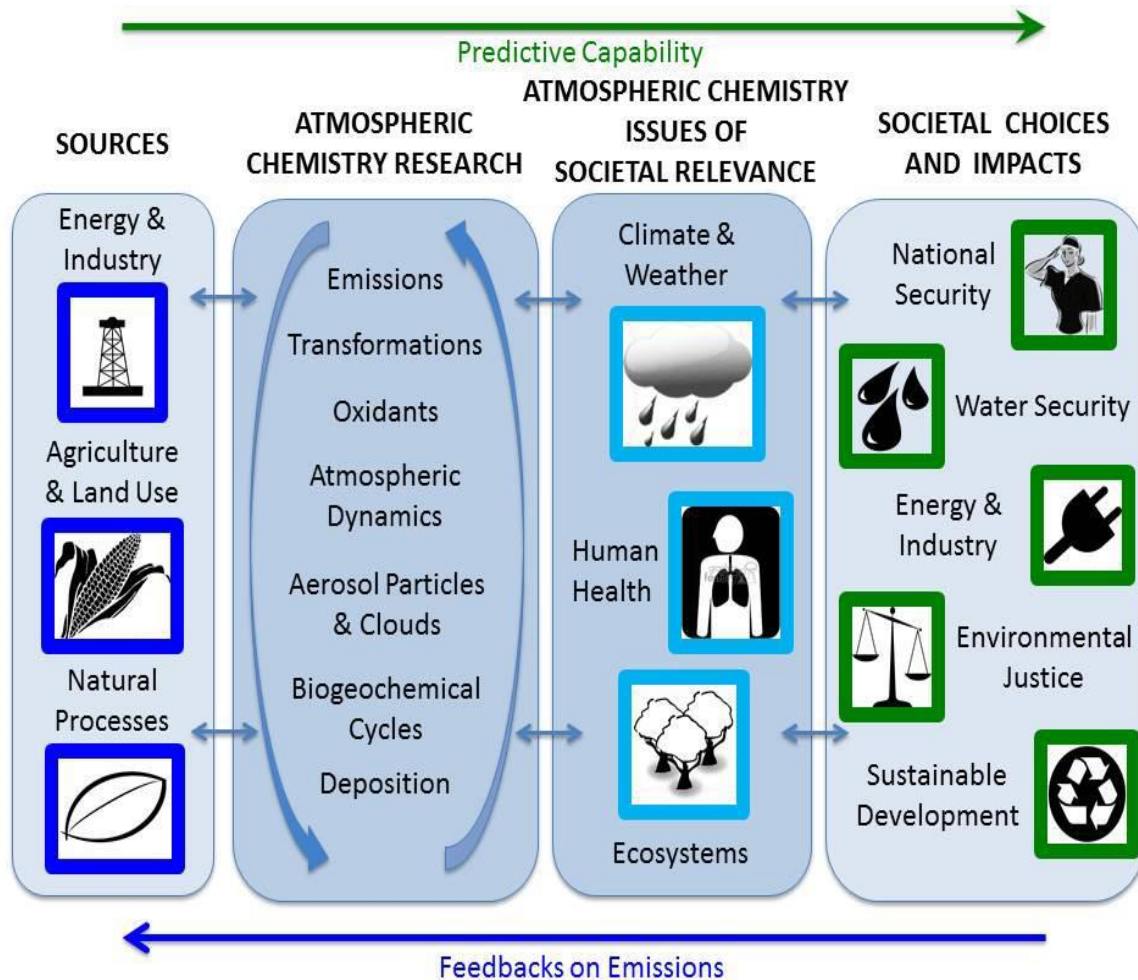 Predictive Capability
SOURCES
ATMOSPHERIC
CHEMISTRY RESEARCH
ATMOSPHERIC CHEMISTRY
ISSUES OF
SOCIETAL RELEVANCE
SOCIETAL CHOICES
AND IMPACTS
Energy &
Industry
Agriculture
& Land Use
Natural
Processes
Emissions
Transformations
Oxidants
Atmospheric
Dynamics
Aerosol Particles
& Clouds
Biogeochemical
Cycles
Deposition
Climate &
Weather
Human
Health
Ecosystems
National
Security
Water Security
Energy &
Industry
Environmental
Justice
Sustainable
Development
Feedbacks on Emissions